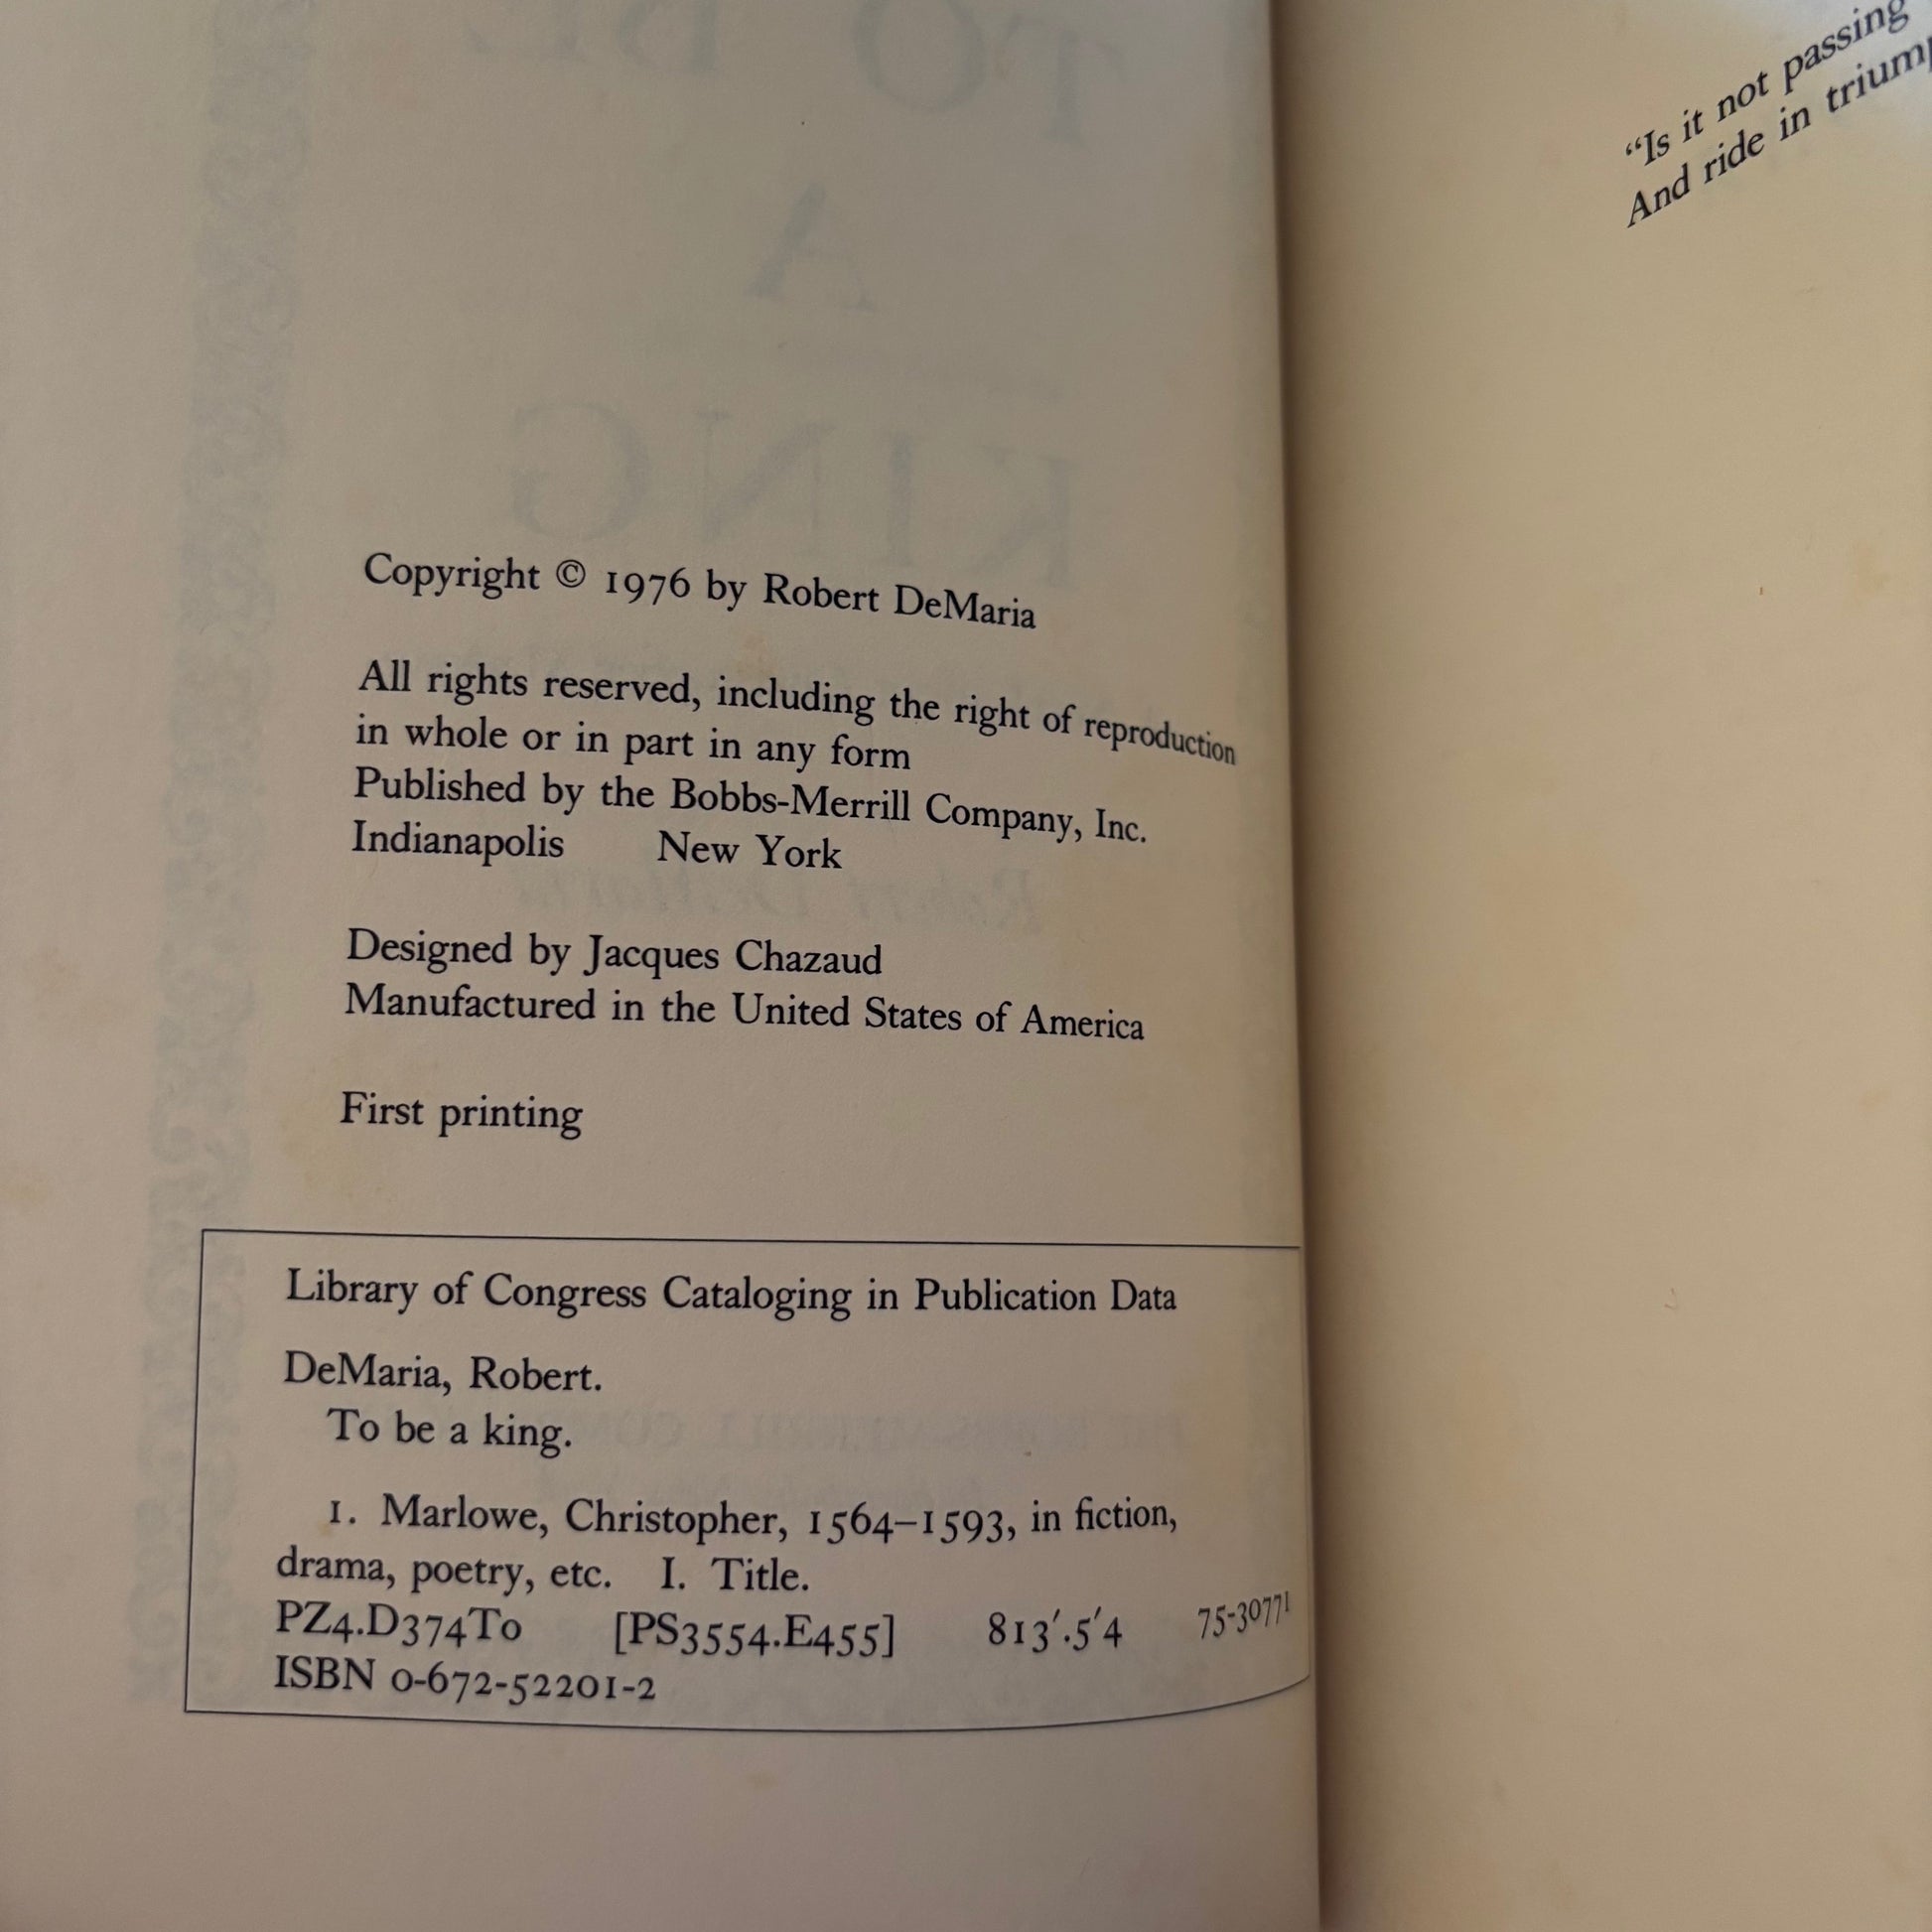 Copyright © 1976 by Robert DeMaria
All rights reserved, including the right of reproduction
in whole or in part in any form
Published by the Bobbs-Merrill Company, Inc.
Indianapolis New York
Designed by Jacques Chazaud
Manufactured in the United States of America
First printing
Library of Congress Cataloging in Publication Data
DeMaria, Robert.
To be a king.
1. Marlowe, Christopher, 1564–1593, in fiction,
drama, poetry, etc. I. Title.
PZ4.D374To [PS3554.E455] 813'.5'4 75-30771
ISBN 0-672-52201-2
"Is it not passing
And ride in